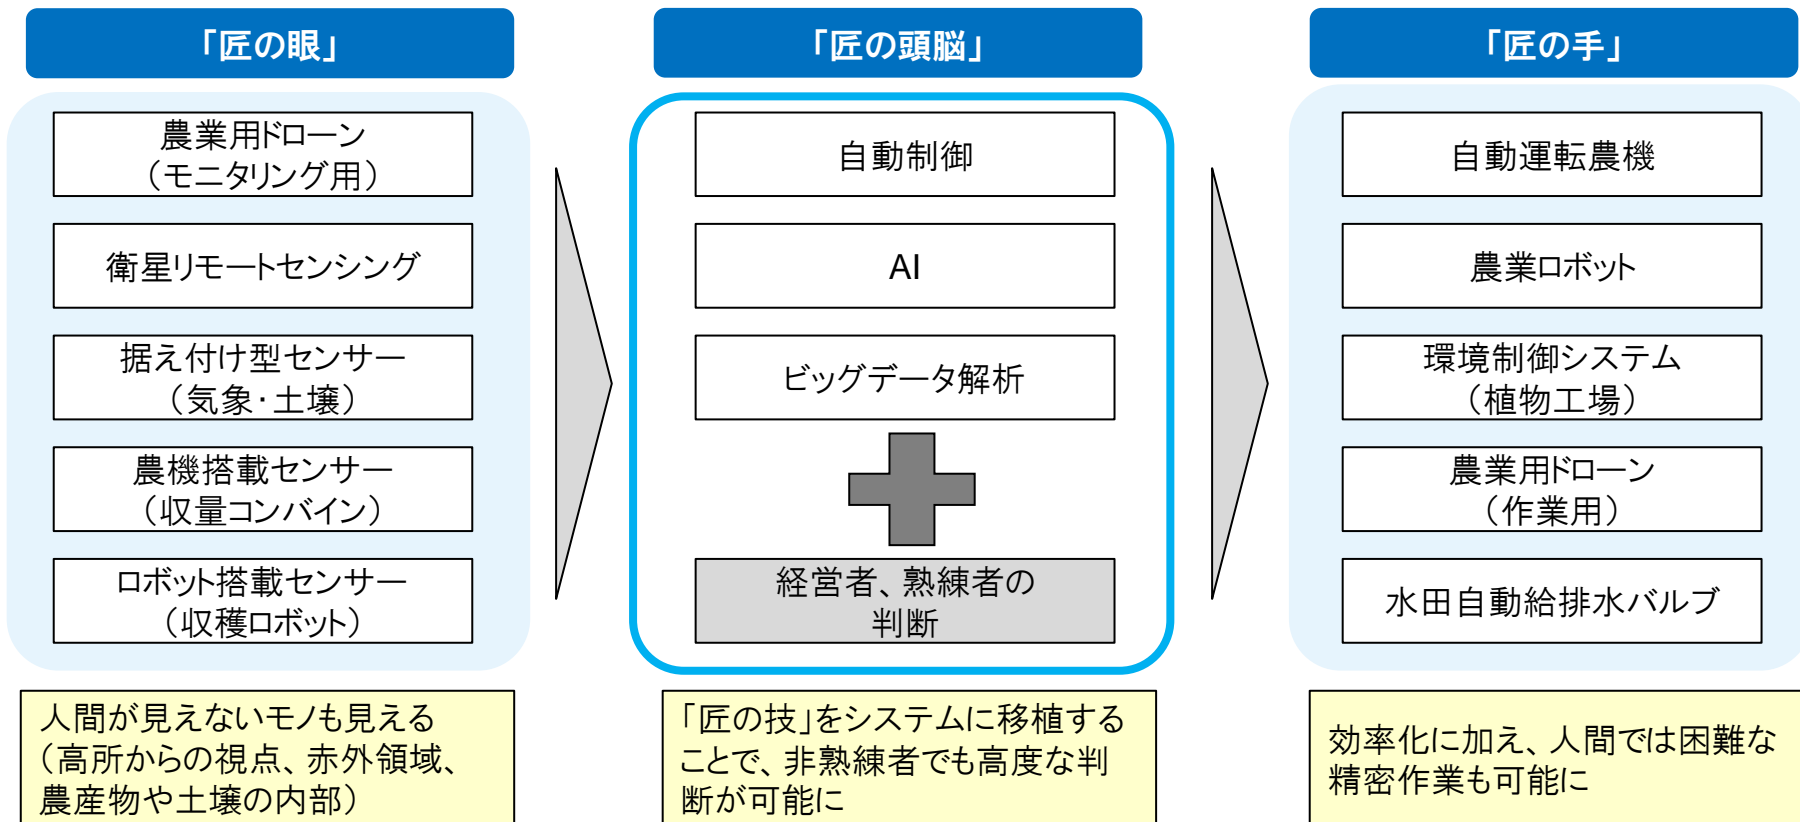 「匠の眼」
農業用ドローン
（モニタリング用）
衛星リモートセンシング
据え付け型センサー
（気象・土壌）
農機搭載センサー
（収量コンバイン）
ロボット搭載センサー
（収穫ロボット）
人間が見えないモノも見える
（高所からの視点、赤外領域、
農産物や土壌の内部）
「匠の頭脳」
自動制御
AI
ビッグデータ解析
経営者、熟練者の
判断
「匠の技」をシステムに移植する
ことで、非熟練者でも高度な判
断が可能に
「匠の手」
自動運転農機
農業ロボット
環境制御システム
（植物工場）
農業用ドローン
（作業用）
水田自動給排水バルブ
効率化に加え、人間では困難な
精密作業も可能に